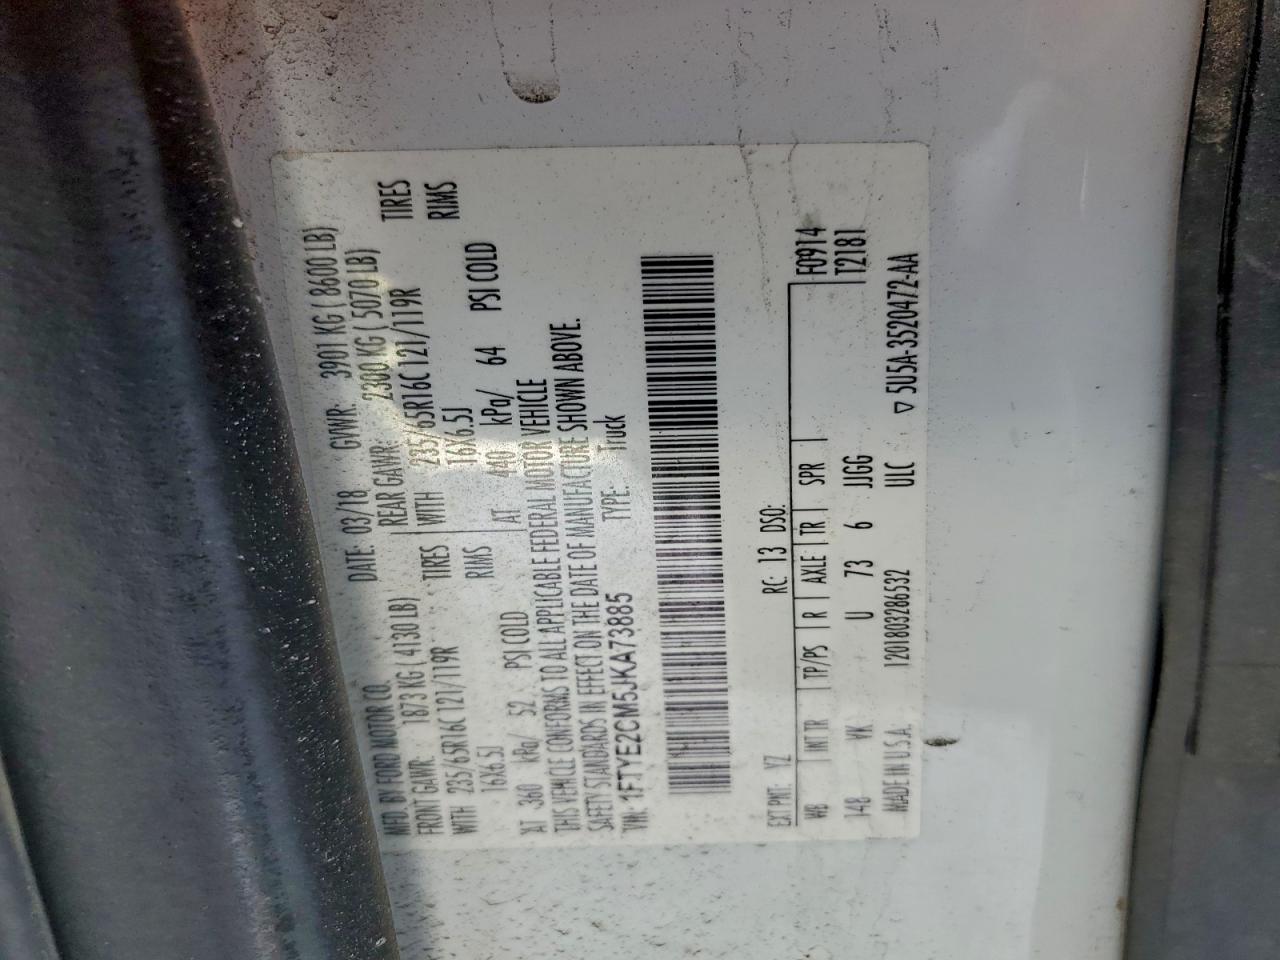 MFD. BY FORD MOTOR CO. DATE: 03/18 GVWR: 3901 KG ( 8600 LB)
FRONT GAWR: 1873 KG ( 4130 LB) REAR GAWR: 2300 KG ( 5070 LB)
WITH 235/65R16C 121/119R TIRES WITH 235/65R16C 121/119R TIRES
16X6.5J RIMS 16X6.5J RIMS
AT 360 kPa/ 52 PSI COLD AT 440 kPa/ 64 PSI COLD
THIS VEHICLE CONFORMS TO ALL APPLICABLE FEDERAL MOTOR VEHICLE
SAFETY STANDARDS IN EFFECT ON THE DATE OF MANUFACTURE SHOWN ABOVE.
VIN: 1FTYE2CM5JKA73885 TYPE: Truck
EXT PNT: YZ RC: 13 DSO: F0914
WB INT TR TP/PS R AXLE TR SPR T2181
148 VK U 73 6 JJGG
MADE IN U.S.A. 1201803286532 ULC ▽ 5U5A-3520472-AA